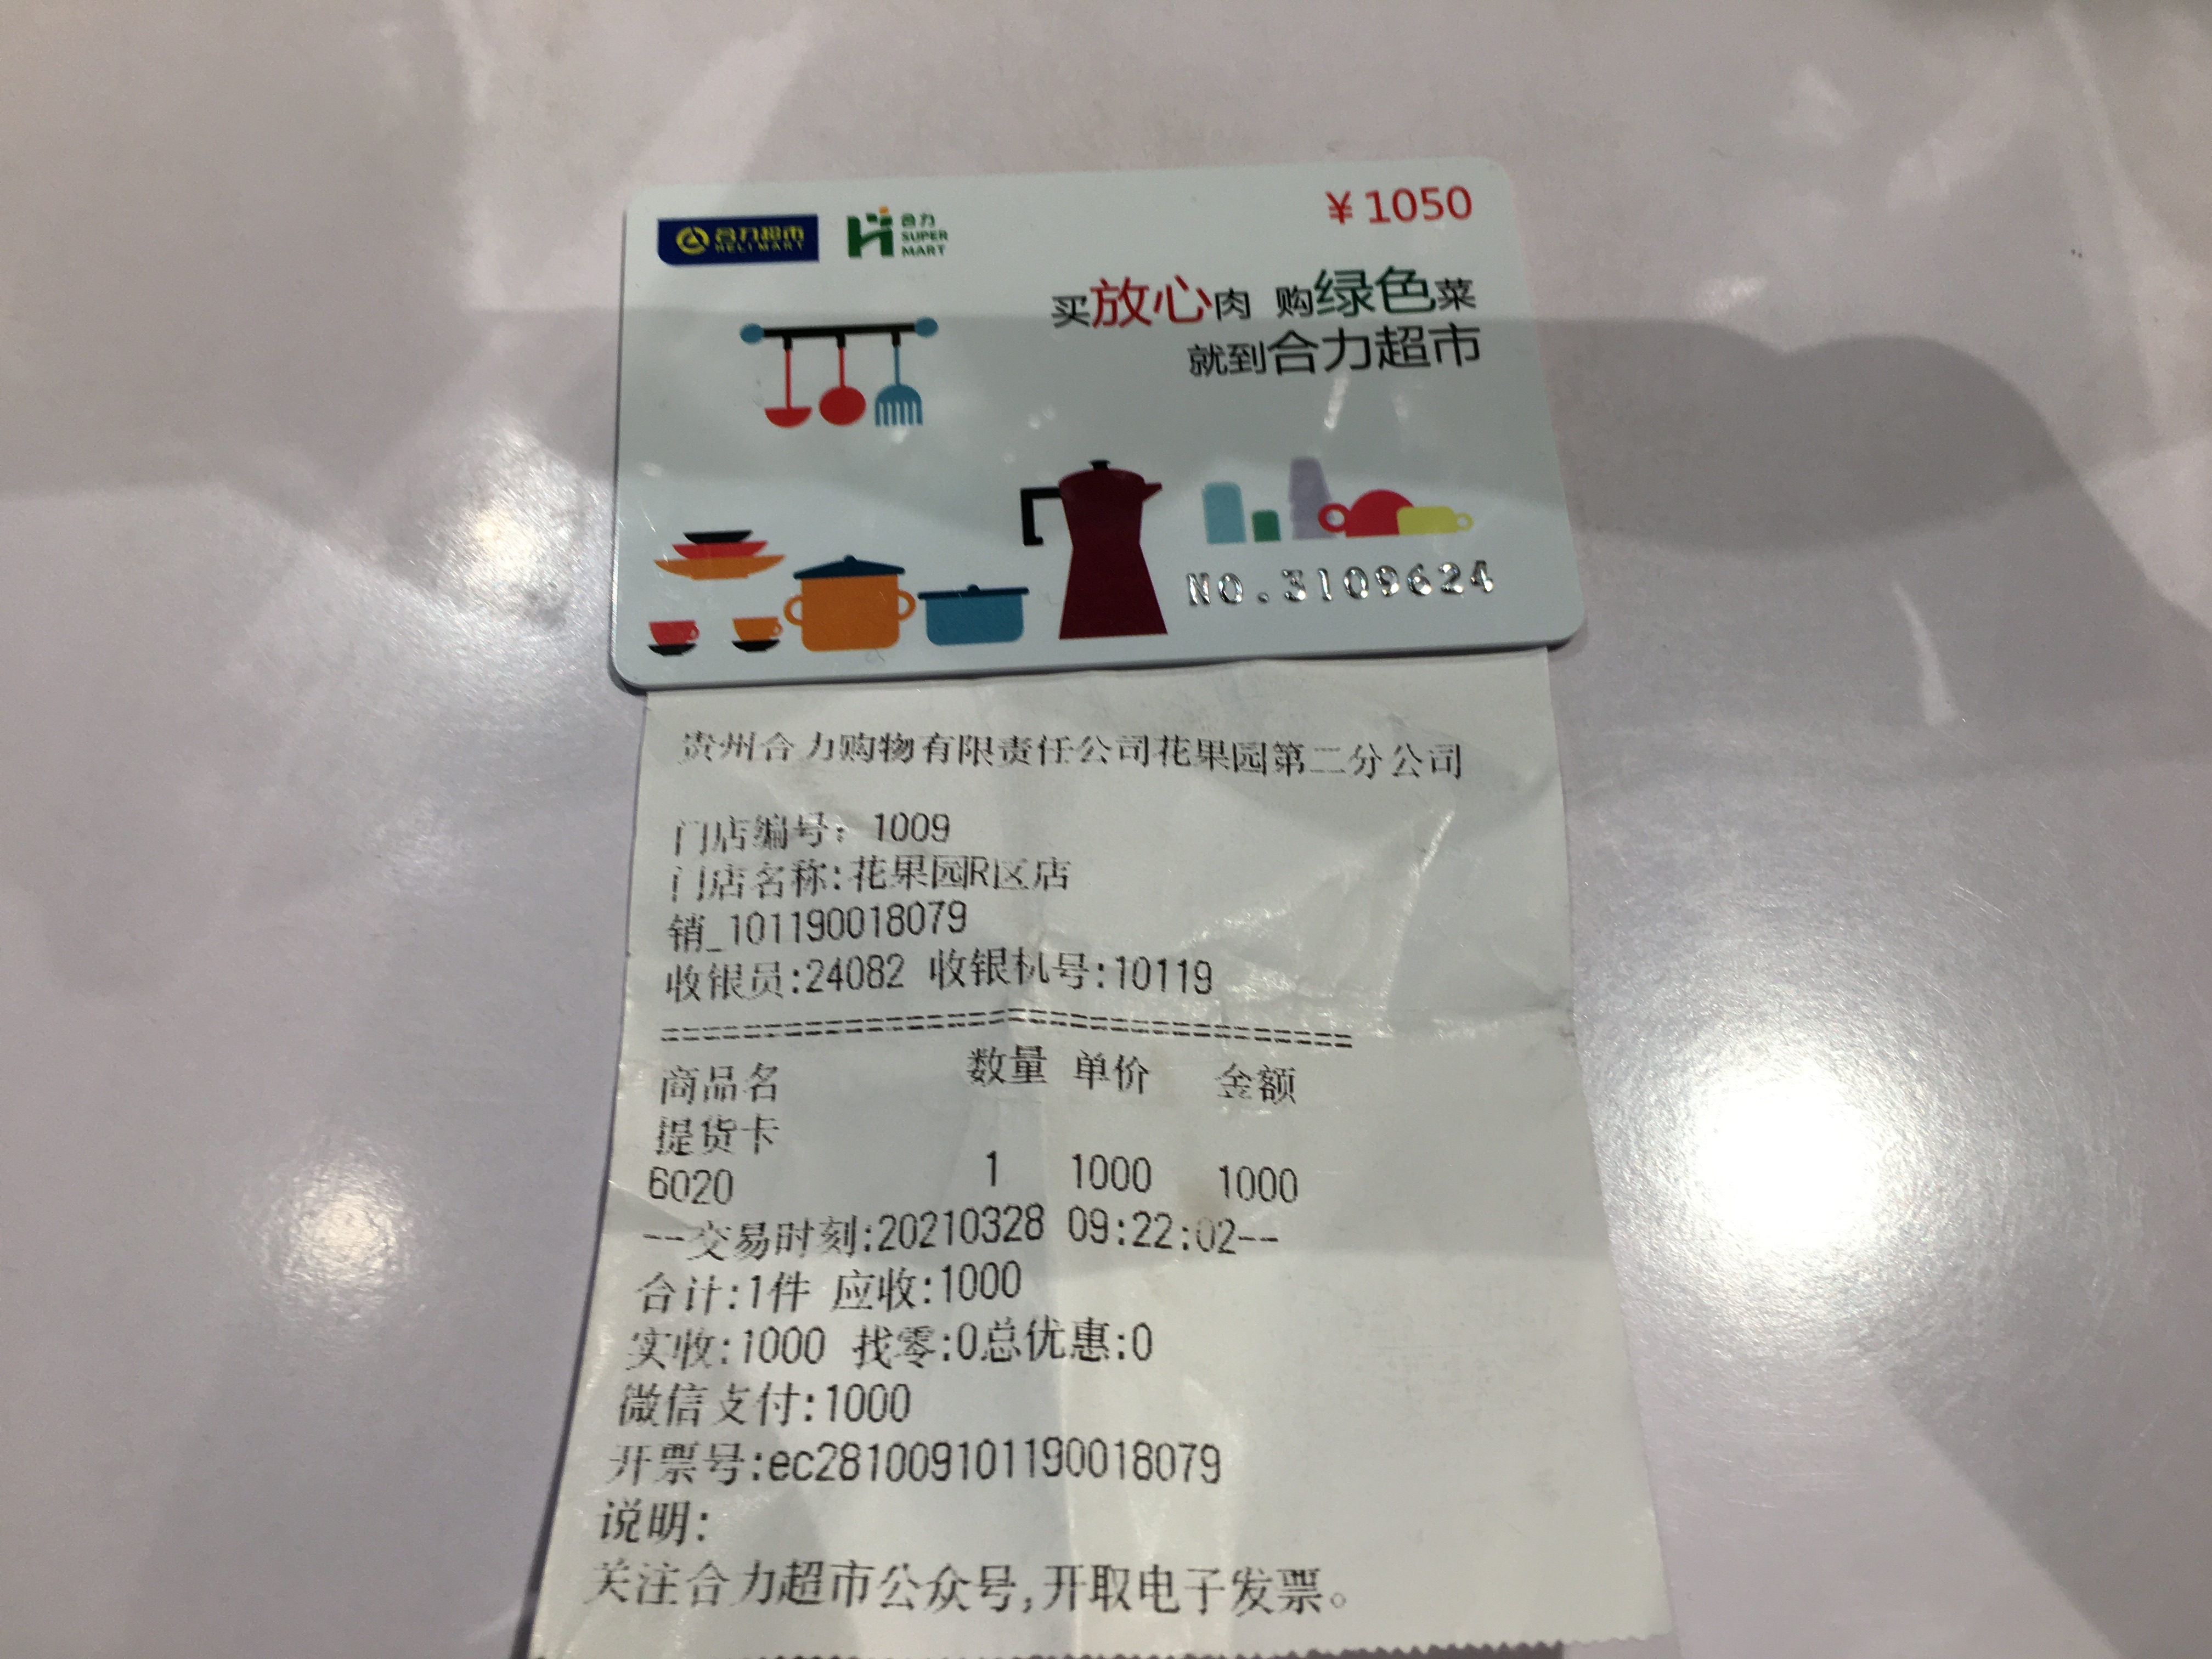 合力超市
HELI MART
合力
SUPER
MART
¥1050
买放心肉 购绿色菜
就到合力超市
NO.3109624
贵州合力购物有限责任公司花果园第二分公司
门店编号：1009
门店名称:花果园R区店
销_101190018079
收银员:24082 收银机号:10119
================================
商品名 数量 单价 金额
提货卡
6020 1 1000 1000
--交易时刻:20210328 09:22:02--
合计:1件 应收:1000
实收:1000 找零:0总优惠:0
微信支付:1000
开票号:ec281009101190018079
说明:
关注合力超市公众号,开取电子发票。